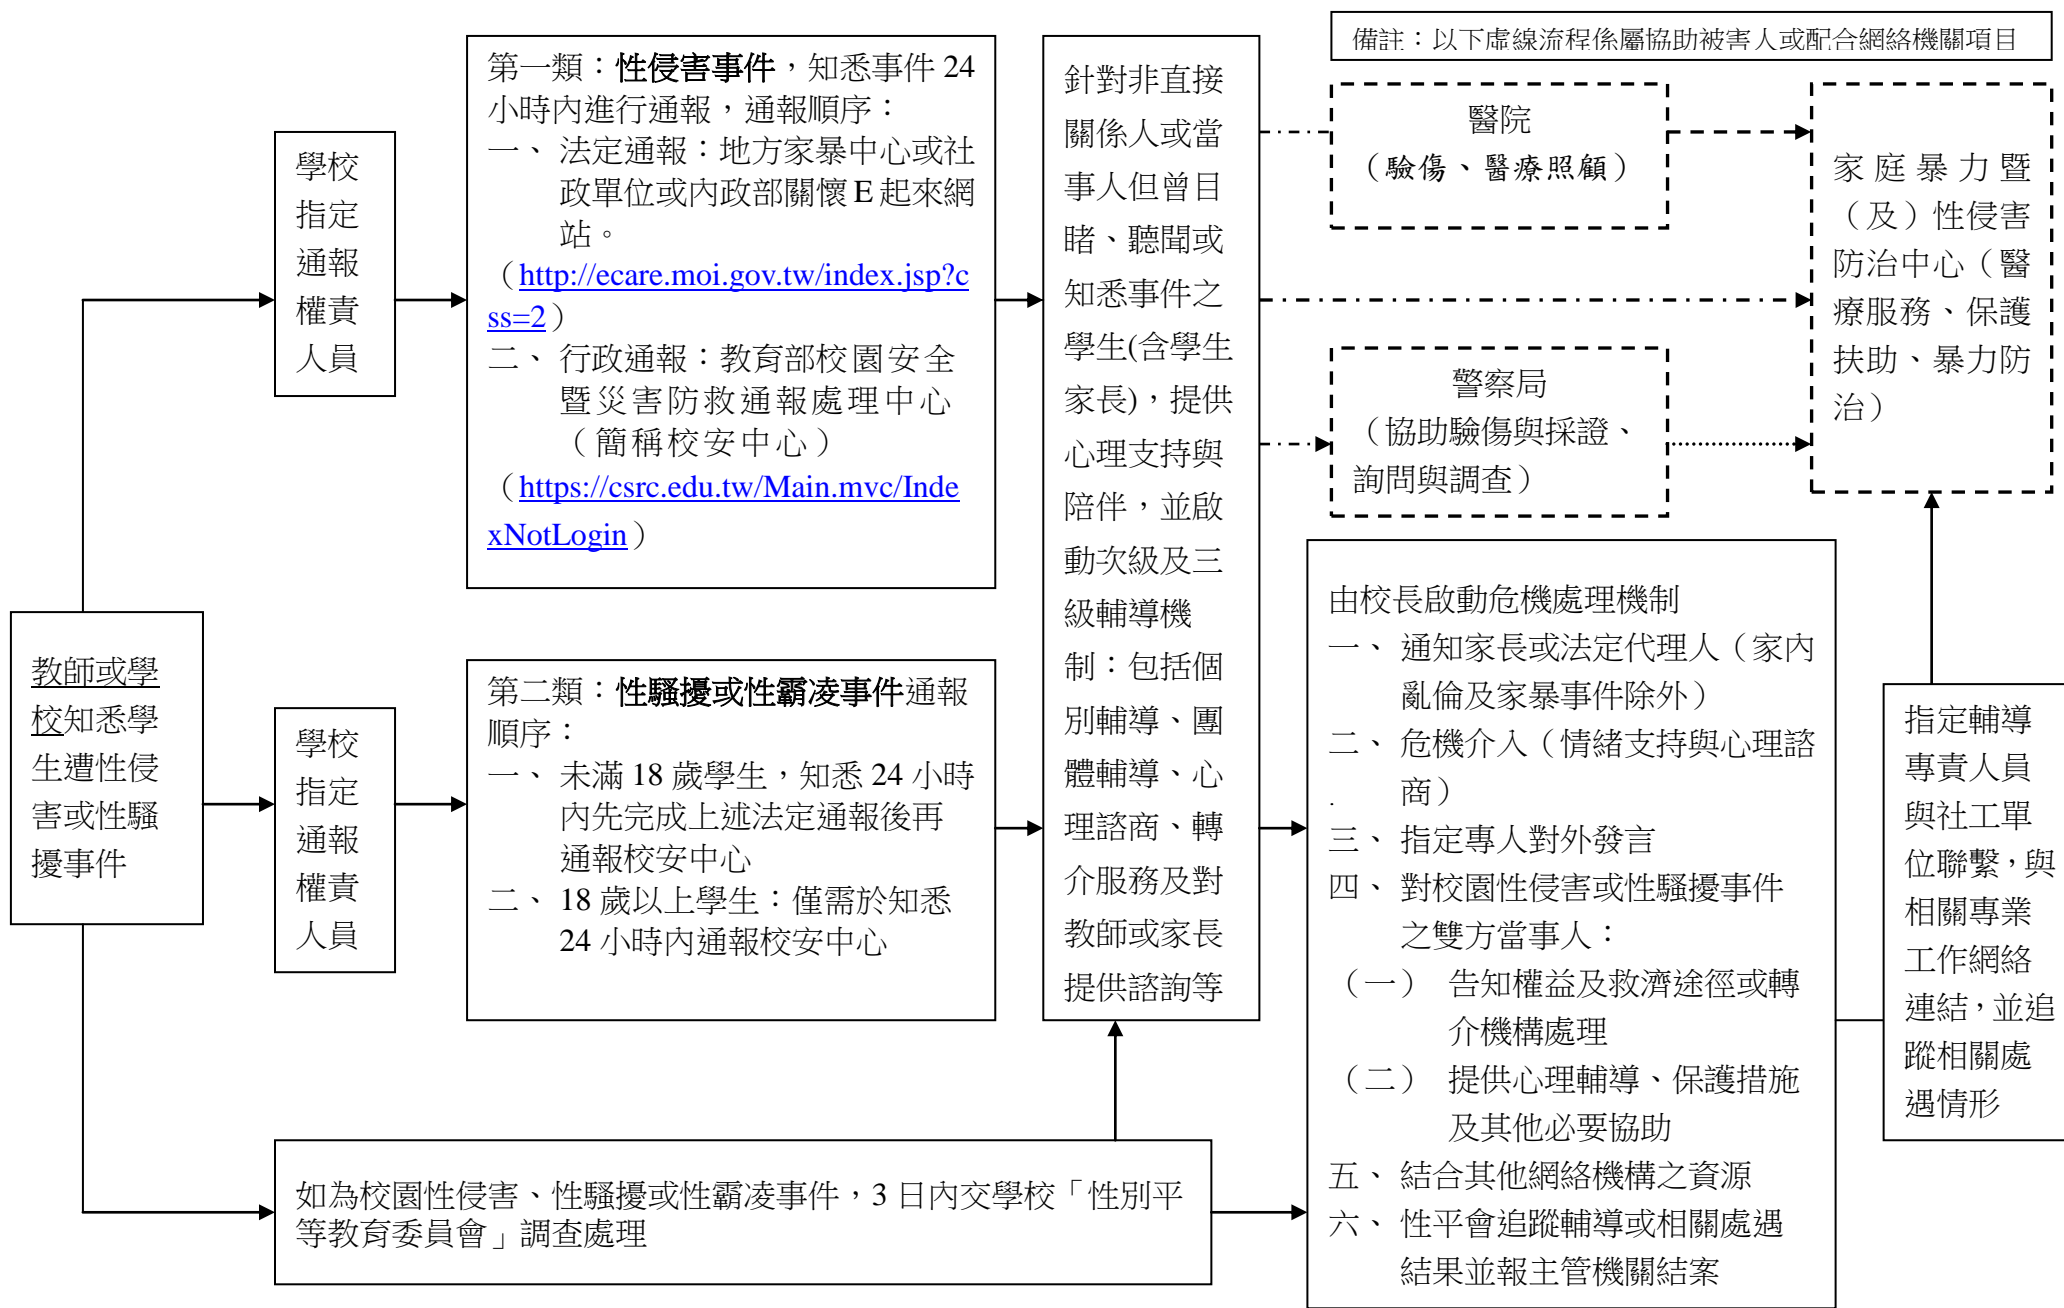 備註：以下虛線流程係屬協助被害人或配合網絡機關項目
第一類：性侵害事件，知悉事件 24
小時內進行通報，通報順序：
一、 法定通報：地方家暴中心或社
政單位或內政部關懷 E 起來網
站。
（http://ecare.moi.gov.tw/index.jsp?c
ss=2）
二、 行政通報：教育部校園安全
暨災害防救通報處理中心
（簡稱校安中心）
（https://csrc.edu.tw/Main.mvc/Inde
xNotLogin）
學校
指定
通報
權責
人員
針對非直接
關係人或當
事人但曾目
睹、聽聞或
知悉事件之
學生(含學生
家長)，提供
心理支持與
陪伴，並啟
動次級及三
級輔導機
制：包括個
別輔導、團
體輔導、心
理諮商、轉
介服務及對
教師或家長
提供諮詢等
醫院
（驗傷、醫療照顧）
家庭暴力暨
（及）性侵害
防治中心（醫
療服務、保護
扶助、暴力防
治）
警察局
（協助驗傷與採證、
詢問與調查）
教師或學
校知悉學
生遭性侵
害或性騷
擾事件
學校
指定
通報
權責
人員
第二類：性騷擾或性霸凌事件通報
順序：
一、 未滿 18 歲學生，知悉 24 小時
內先完成上述法定通報後再
通報校安中心
二、 18 歲以上學生：僅需於知悉
24 小時內通報校安中心
由校長啟動危機處理機制
一、 通知家長或法定代理人（家內
亂倫及家暴事件除外）
二、 危機介入（情緒支持與心理諮
商）
.
三、 指定專人對外發言
四、 對校園性侵害或性騷擾事件
之雙方當事人：
（一） 告知權益及救濟途徑或轉
介機構處理
（二） 提供心理輔導、保護措施
及其他必要協助
五、 結合其他網絡機構之資源
六、 性平會追蹤輔導或相關處遇
結果並報主管機關結案
指定輔導
專責人員
與社工單
位聯繫，與
相關專業
工作網絡
連結，並追
蹤相關處
遇情形
如為校園性侵害、性騷擾或性霸凌事件，3 日內交學校「性別平
等教育委員會」調查處理